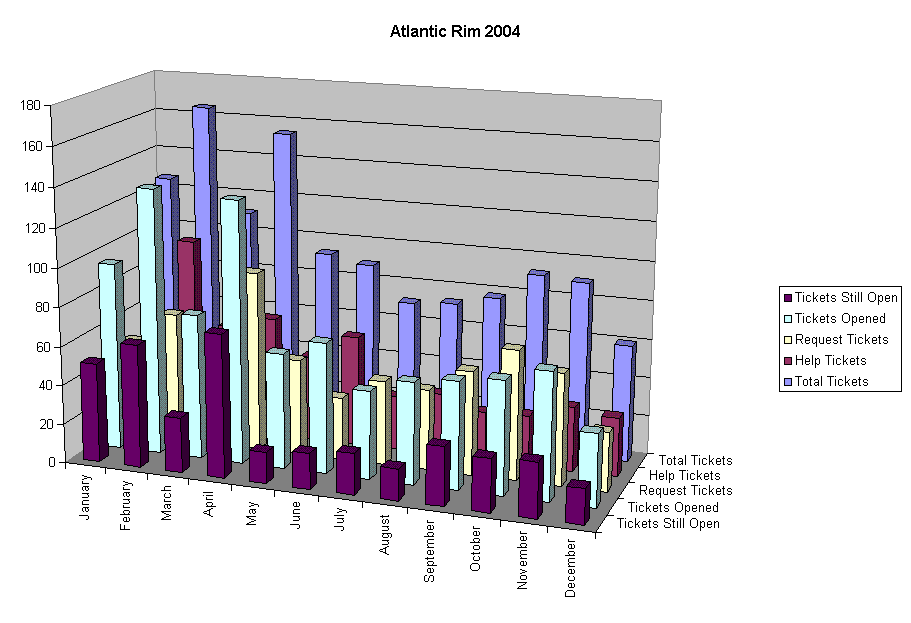 Atlantic Rim 2004
180
160
140
120
100
80
60
40
20
0
January
February
March
April
May
June
July
August
September
October
November
December
Total Tickets
Help Tickets
Request Tickets
Tickets Opened
Tickets Still Open
Tickets Still Open
Tickets Opened
Request Tickets
Help Tickets
Total Tickets